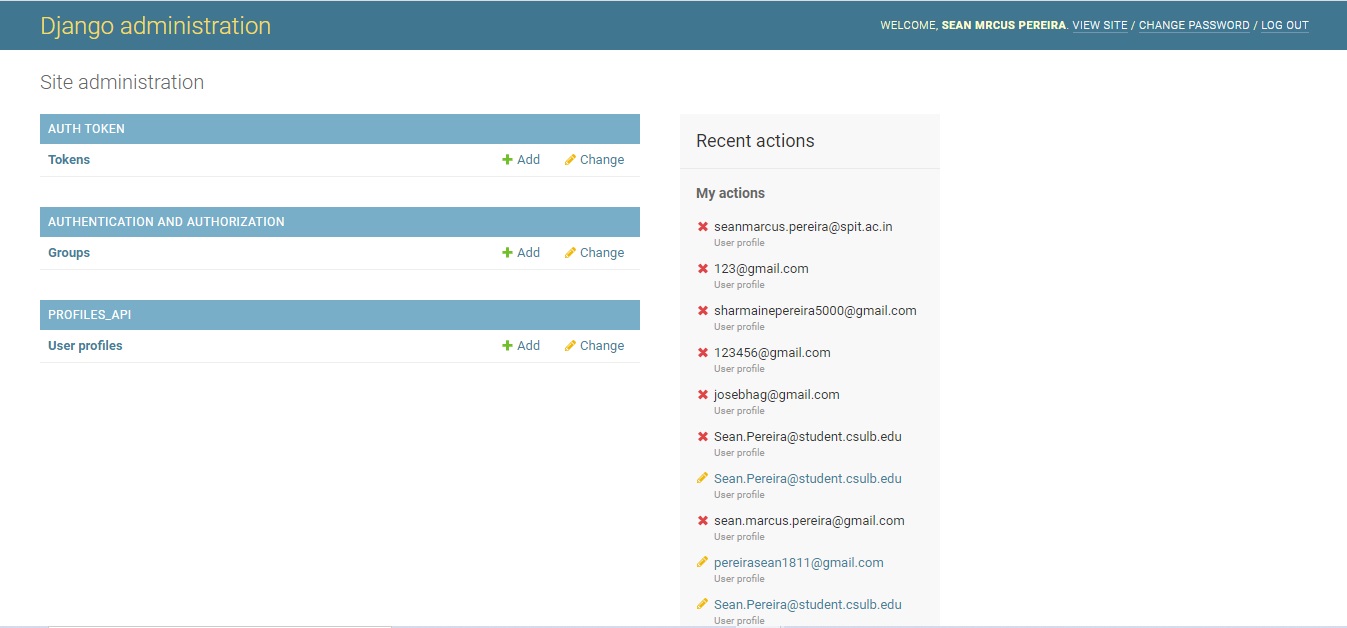 Django administration
WELCOME, SEAN MRCUS PEREIRA. VIEW SITE / CHANGE PASSWORD / LOG OUT
Site administration
AUTH TOKEN
Tokens Add Change
AUTHENTICATION AND AUTHORIZATION
Groups Add Change
PROFILES_API
User profiles Add Change
Recent actions
My actions
seanmarcus.pereira@spit.ac.in
User profile
123@gmail.com
User profile
sharmainepereira5000@gmail.com
User profile
123456@gmail.com
User profile
josebhag@gmail.com
User profile
Sean.Pereira@student.csulb.edu
User profile
Sean.Pereira@student.csulb.edu
User profile
sean.marcus.pereira@gmail.com
User profile
pereirasean1811@gmail.com
User profile
Sean.Pereira@student.csulb.edu
User profile